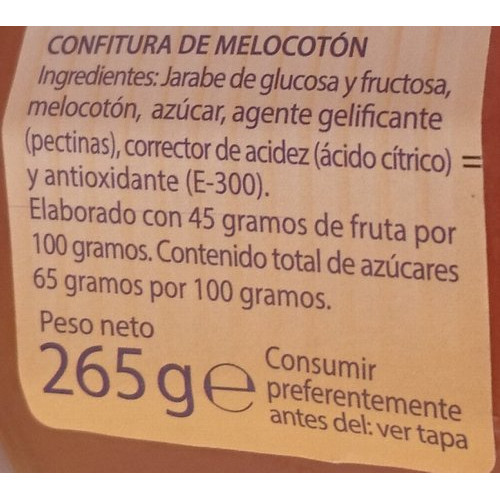 CONFITURA DE MELOCOTÓN
Ingredientes: Jarabe de glucosa y fructosa,
melocotón, azúcar, agente gelificante
(pectinas), corrector de acidez (ácido cítrico) =
y antioxidante (E-300).
Elaborado con 45 gramos de fruta por
100 gramos. Contenido total de azúcares
65 gramos por 100 gramos.
Peso neto
265 g e
Consumir
preferentemente
antes del: ver tapa